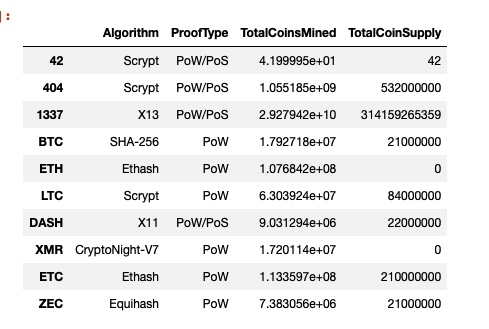 ]:
Algorithm ProofType TotalCoinsMined TotalCoinSupply
42 Scrypt PoW/PoS 4.199995e+01 42
404 Scrypt PoW/PoS 1.055185e+09 532000000
1337 X13 PoW/PoS 2.927942e+10 314159265359
BTC SHA-256 PoW 1.792718e+07 21000000
ETH Ethash PoW 1.076842e+08 0
LTC Scrypt PoW 6.303924e+07 84000000
DASH X11 PoW/PoS 9.031294e+06 22000000
XMR CryptoNight-V7 PoW 1.720114e+07 0
ETC Ethash PoW 1.133597e+08 210000000
ZEC Equihash PoW 7.383056e+06 21000000